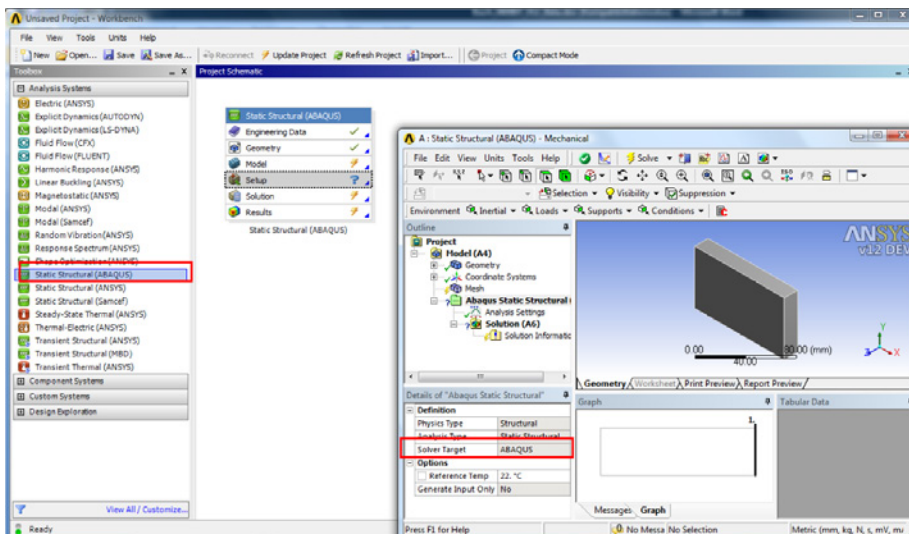 Unsaved Project - Workbench
File View Tools Units Help
New Open... Save Save As... Reconnect Update Project Refresh Project Import... Project Compact Mode
Toolbox
Analysis Systems
Electric (ANSYS)
Explicit Dynamics (AUTODYN)
Explicit Dynamics (LS-DYNA)
Fluid Flow (CFX)
Fluid Flow (FLUENT)
Harmonic Response (ANSYS)
Linear Buckling (ANSYS)
Magnetostatic (ANSYS)
Modal (ANSYS)
Modal (Samcef)
Random Vibration (ANSYS)
Response Spectrum (ANSYS)
Shape Optimization (ANSYS)
Static Structural (ABAQUS)
Static Structural (ANSYS)
Static Structural (Samcef)
Steady-State Thermal (ANSYS)
Thermal-Electric (ANSYS)
Transient Structural (ANSYS)
Transient Structural (MBD)
Transient Thermal (ANSYS)
Component Systems
Custom Systems
Design Exploration
View All / Customize...
Ready
Project Schematic
Static Structural (ABAQUS)
Engineering Data
Geometry
Model
Setup
Solution
Results
Static Structural (ABAQUS)
A : Static Structural (ABAQUS) - Mechanical
File Edit View Units Tools Help Solve
Selection Visibility Suppression
Environment Inertial Loads Supports Conditions
Outline
Project
Model (A4)
Geometry
Coordinate Systems
Mesh
Abaqus Static Structural (
Analysis Settings
Solution (A6)
Solution Informatic
ANSYS
v12 DEV
0.00 80.00 (mm)
40.00
Y
X
Geometry Worksheet Print Preview Report Preview
Details of "Abaqus Static Structural"
Definition
Physics Type Structural
Analysis Type Static Structural
Solver Target ABAQUS
Options
Reference Temp 22. °C
Generate Input Only No
Graph
1.
Messages Graph
Tabular Data
Press F1 for Help
No Messa No Selection
Metric (mm, kg, N, s, mV, m